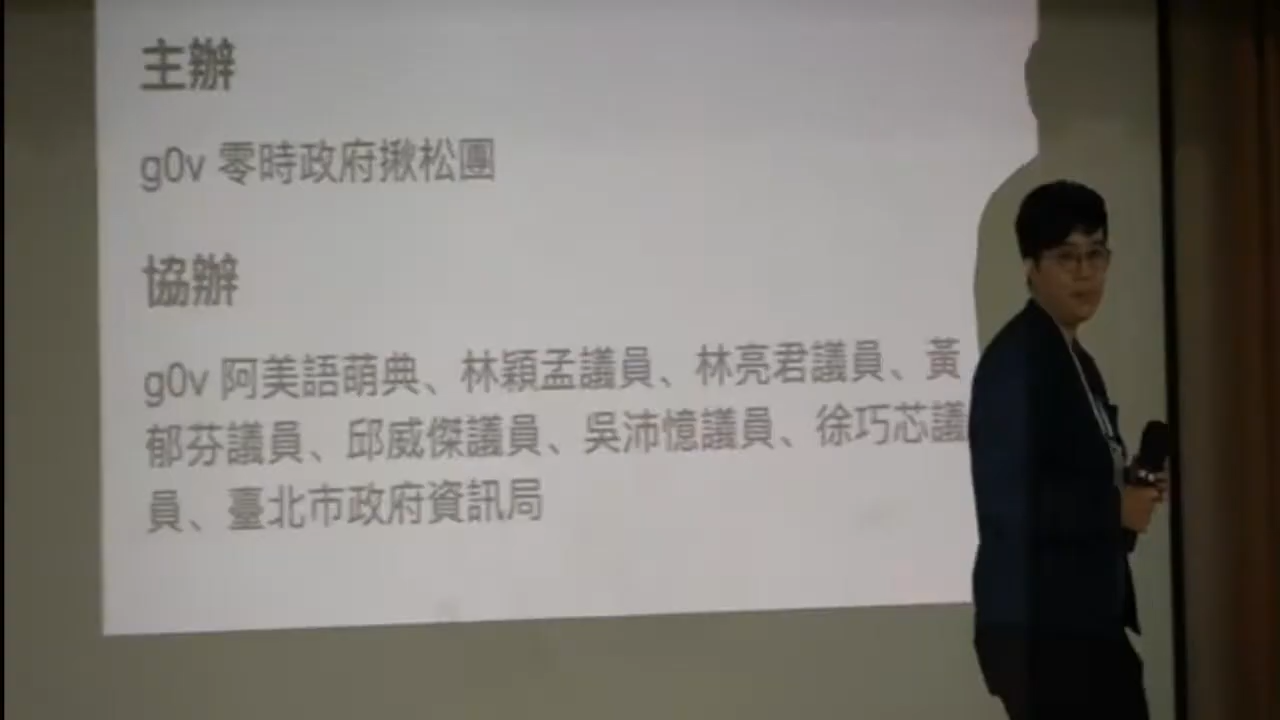 主辦
g0v 零時政府揪松團
協辦
g0v 阿美語萌典、林穎孟議員、林亮君議員、黃
郁芬議員、邱威傑議員、吳沛憶議員、徐巧芯議
員、臺北市政府資訊局